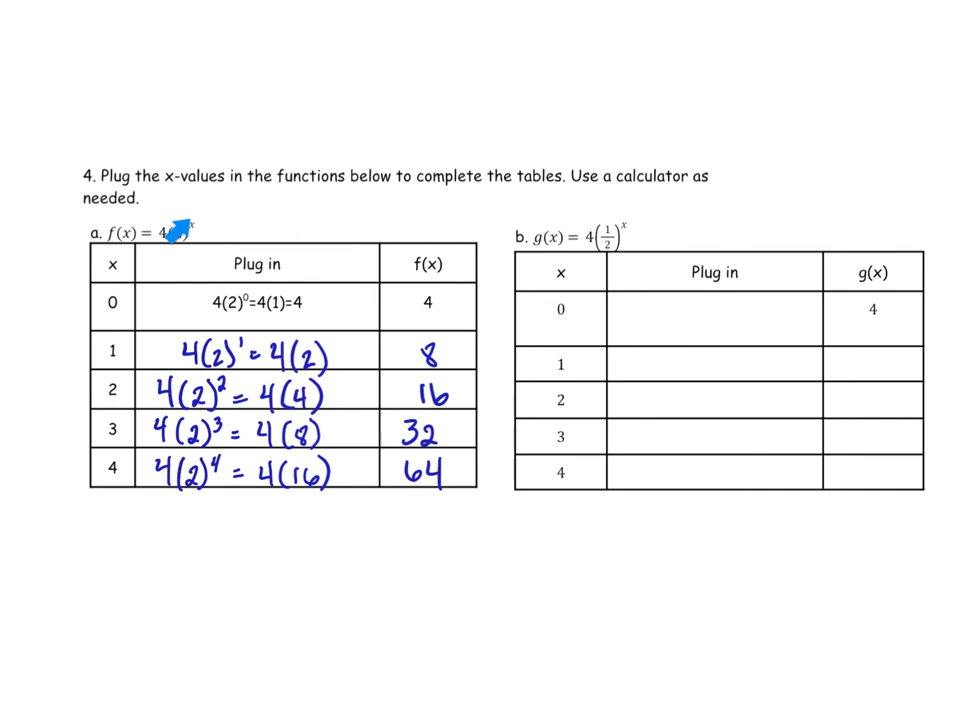 4. Plug the x-values in the functions below to complete the tables. Use a calculator as
needed.
a. f(x) = 4 x
x Plug in f(x)
0 4(2)⁰=4(1)=4 4
1 4(2)¹ = 4(2) 8
2 4(2)² = 4(4) 16
3 4(2)³ = 4(8) 32
4 4(2)⁴ = 4(16) 64
b. g(x) = 4(1/2)ˣ
x Plug in g(x)
0 4
1
2
3
4